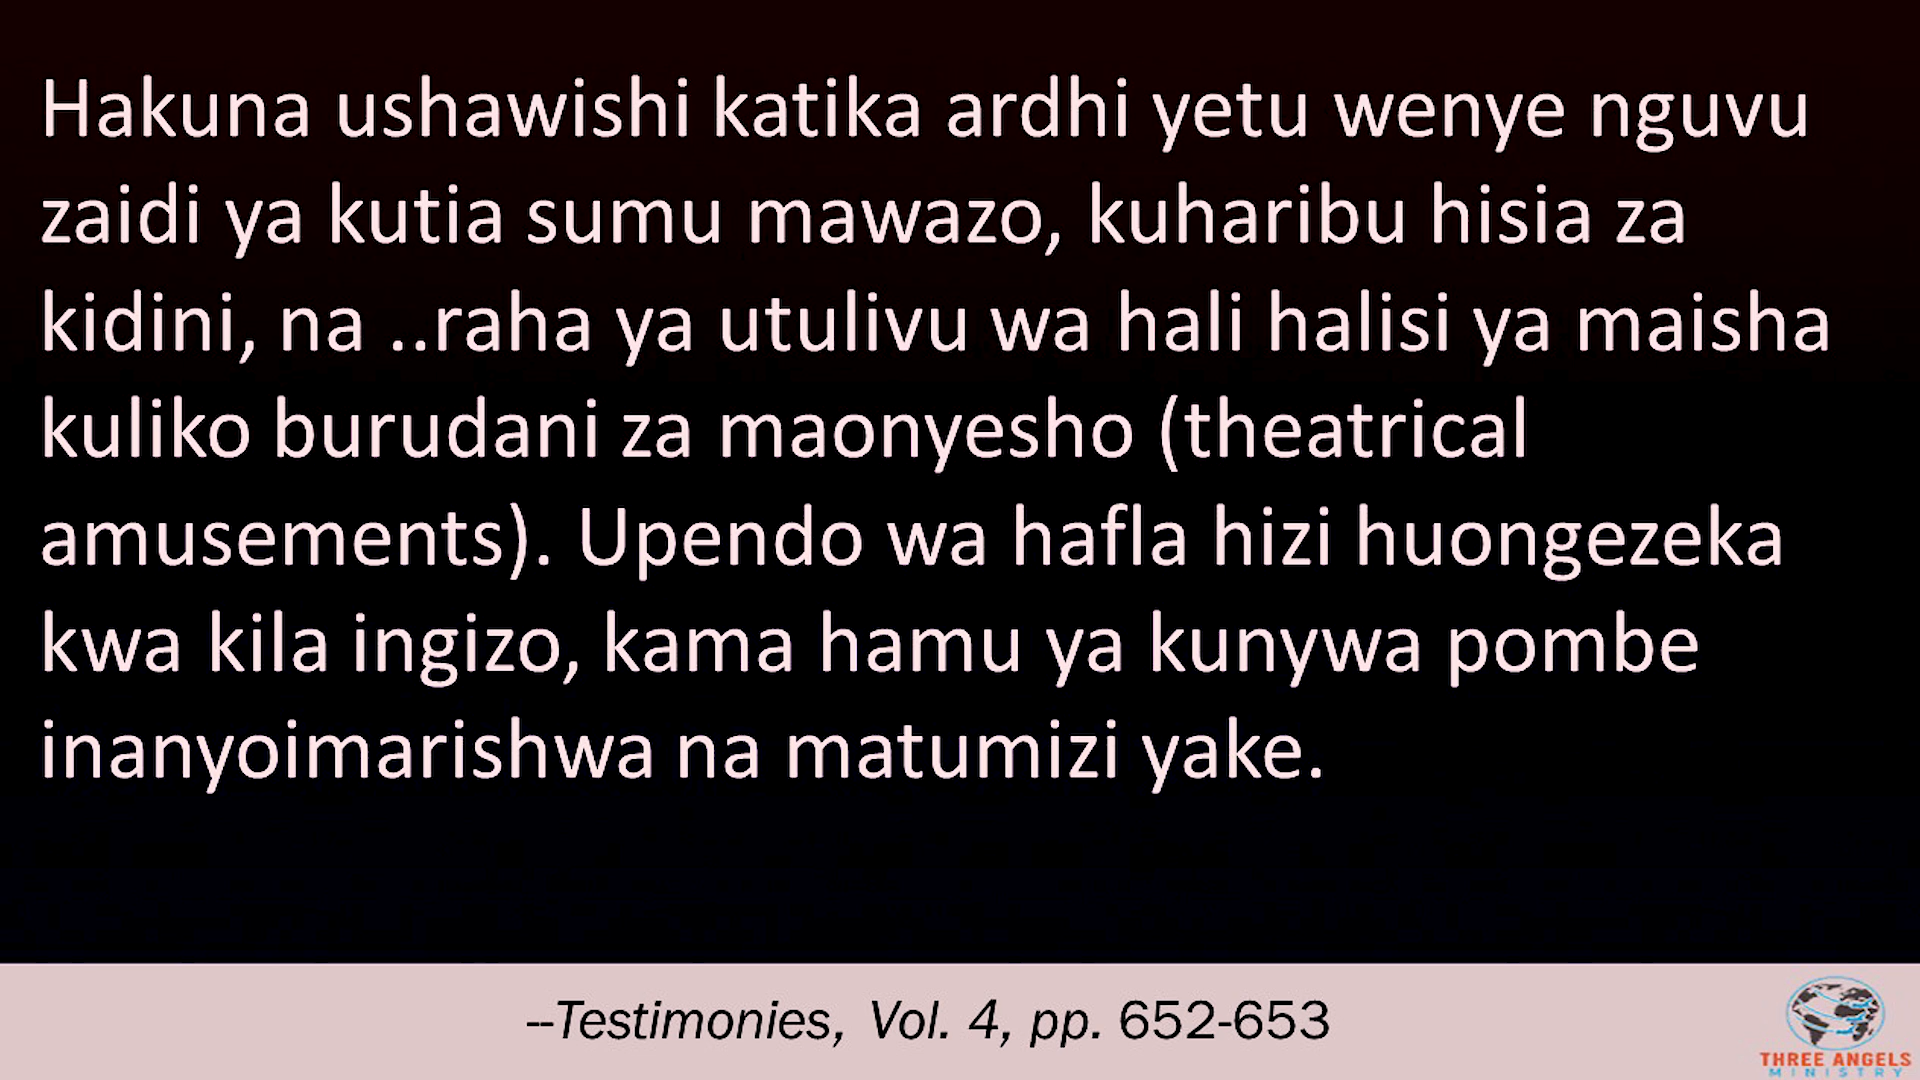 Hakuna ushawishi katika ardhi yetu wenye nguvu
zaidi ya kutia sumu mawazo, kuharibu hisia za
kidini, na ..raha ya utulivu wa hali halisi ya maisha
kuliko burudani za maonyesho (theatrical
amusements). Upendo wa hafla hizi huongezeka
kwa kila ingizo, kama hamu ya kunywa pombe
inanyoimarishwa na matumizi yake.
--Testimonies, Vol. 4, pp. 652-653
THREE ANGELS
MINISTRY